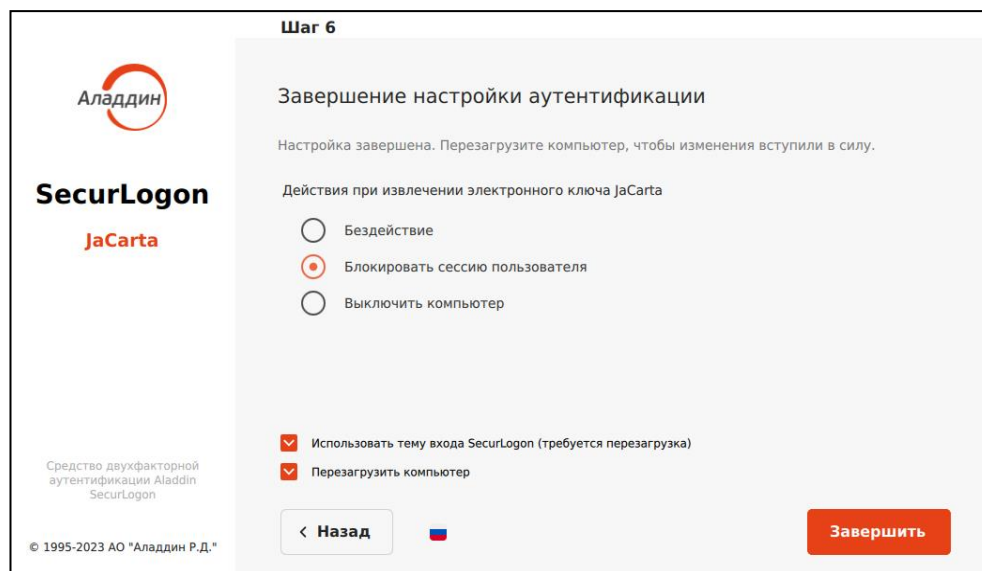 Шаг 6
Аладдин
SecurLogon
JaCarta
Средство двухфакторной
аутентификации Aladdin
SecurLogon
© 1995-2023 АО "Аладдин Р.Д."
Завершение настройки аутентификации
Настройка завершена. Перезагрузите компьютер, чтобы изменения вступили в силу.
Действия при извлечении электронного ключа JaCarta
Бездействие
Блокировать сессию пользователя
Выключить компьютер
Использовать тему входа SecurLogon (требуется перезагрузка)
Перезагрузить компьютер
Назад
Завершить